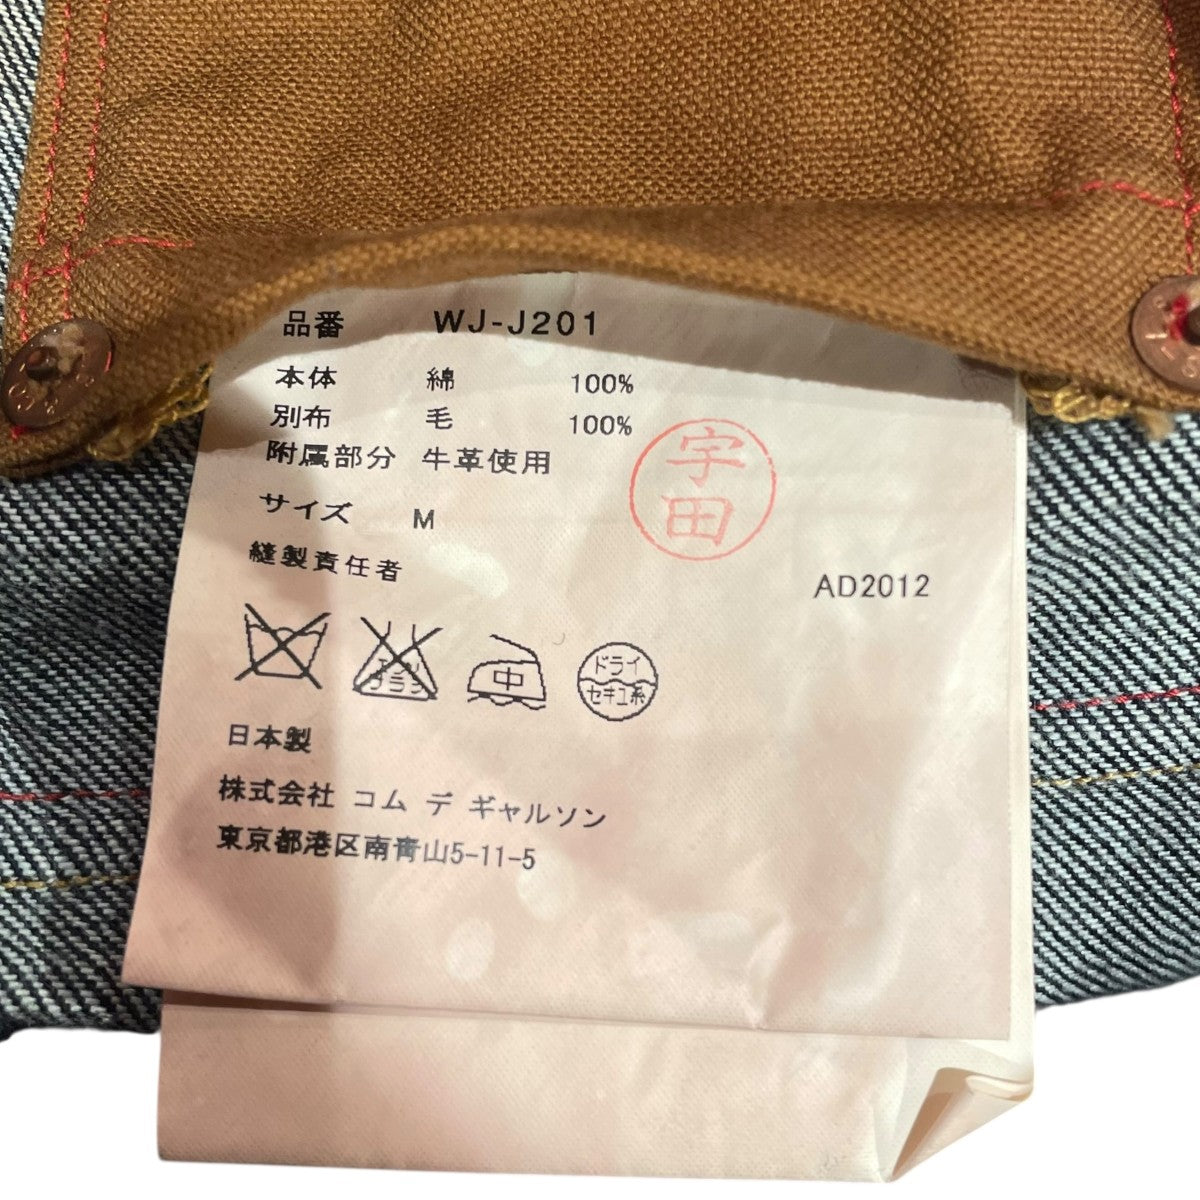 品番 WJ-J201
本体 綿 100%
別布 毛 100%
附属部分 牛革使用
サイズ M
縫製責任者
宇田
AD2012
中
ドライ
セキユ系
日本製
株式会社 コム デ ギャルソン
東京都港区南青山5-11-5